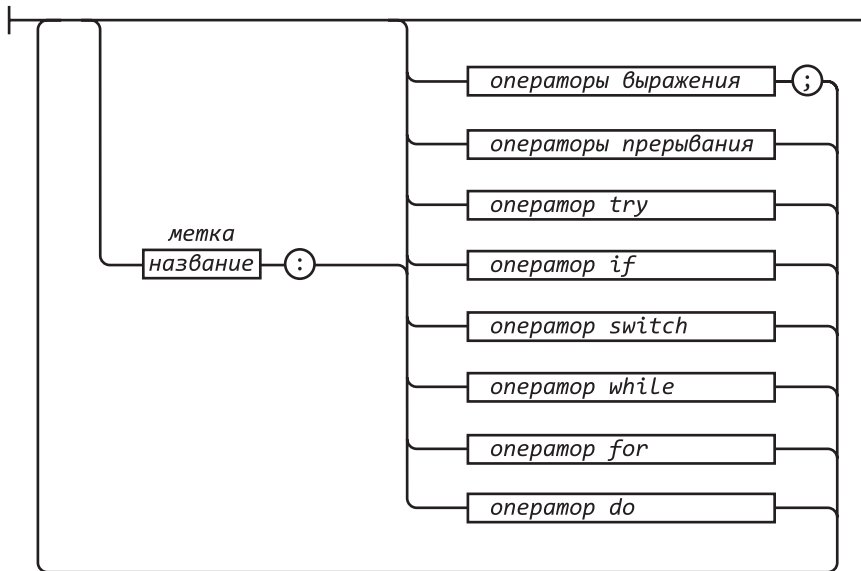 операторы выражения ;
операторы прерывания
оператор try
метка
название :
оператор if
оператор switch
оператор while
оператор for
оператор do